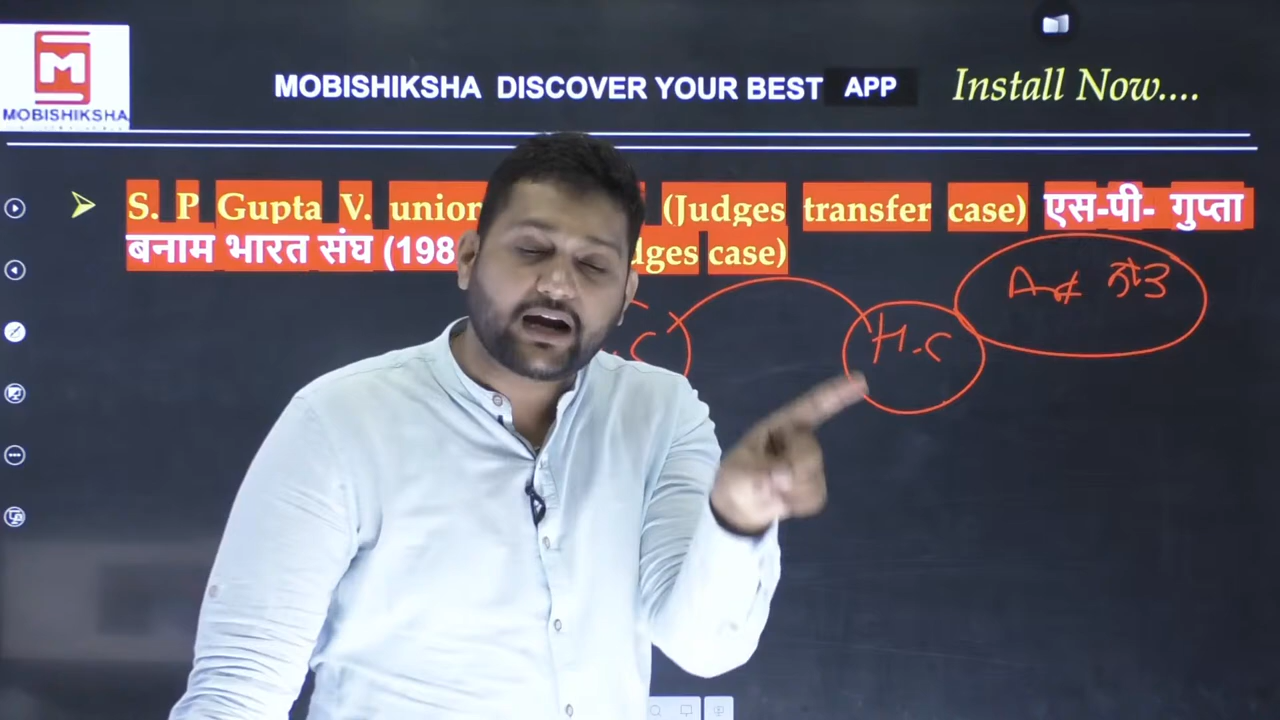 M
MOBISHIKSHA
MOBISHIKSHA DISCOVER YOUR BEST APP
Install Now....
S. P Gupta V. union (Judges transfer case) एस-पी- गुप्ता
बनाम भारत संघ (198 dges case)
H.C